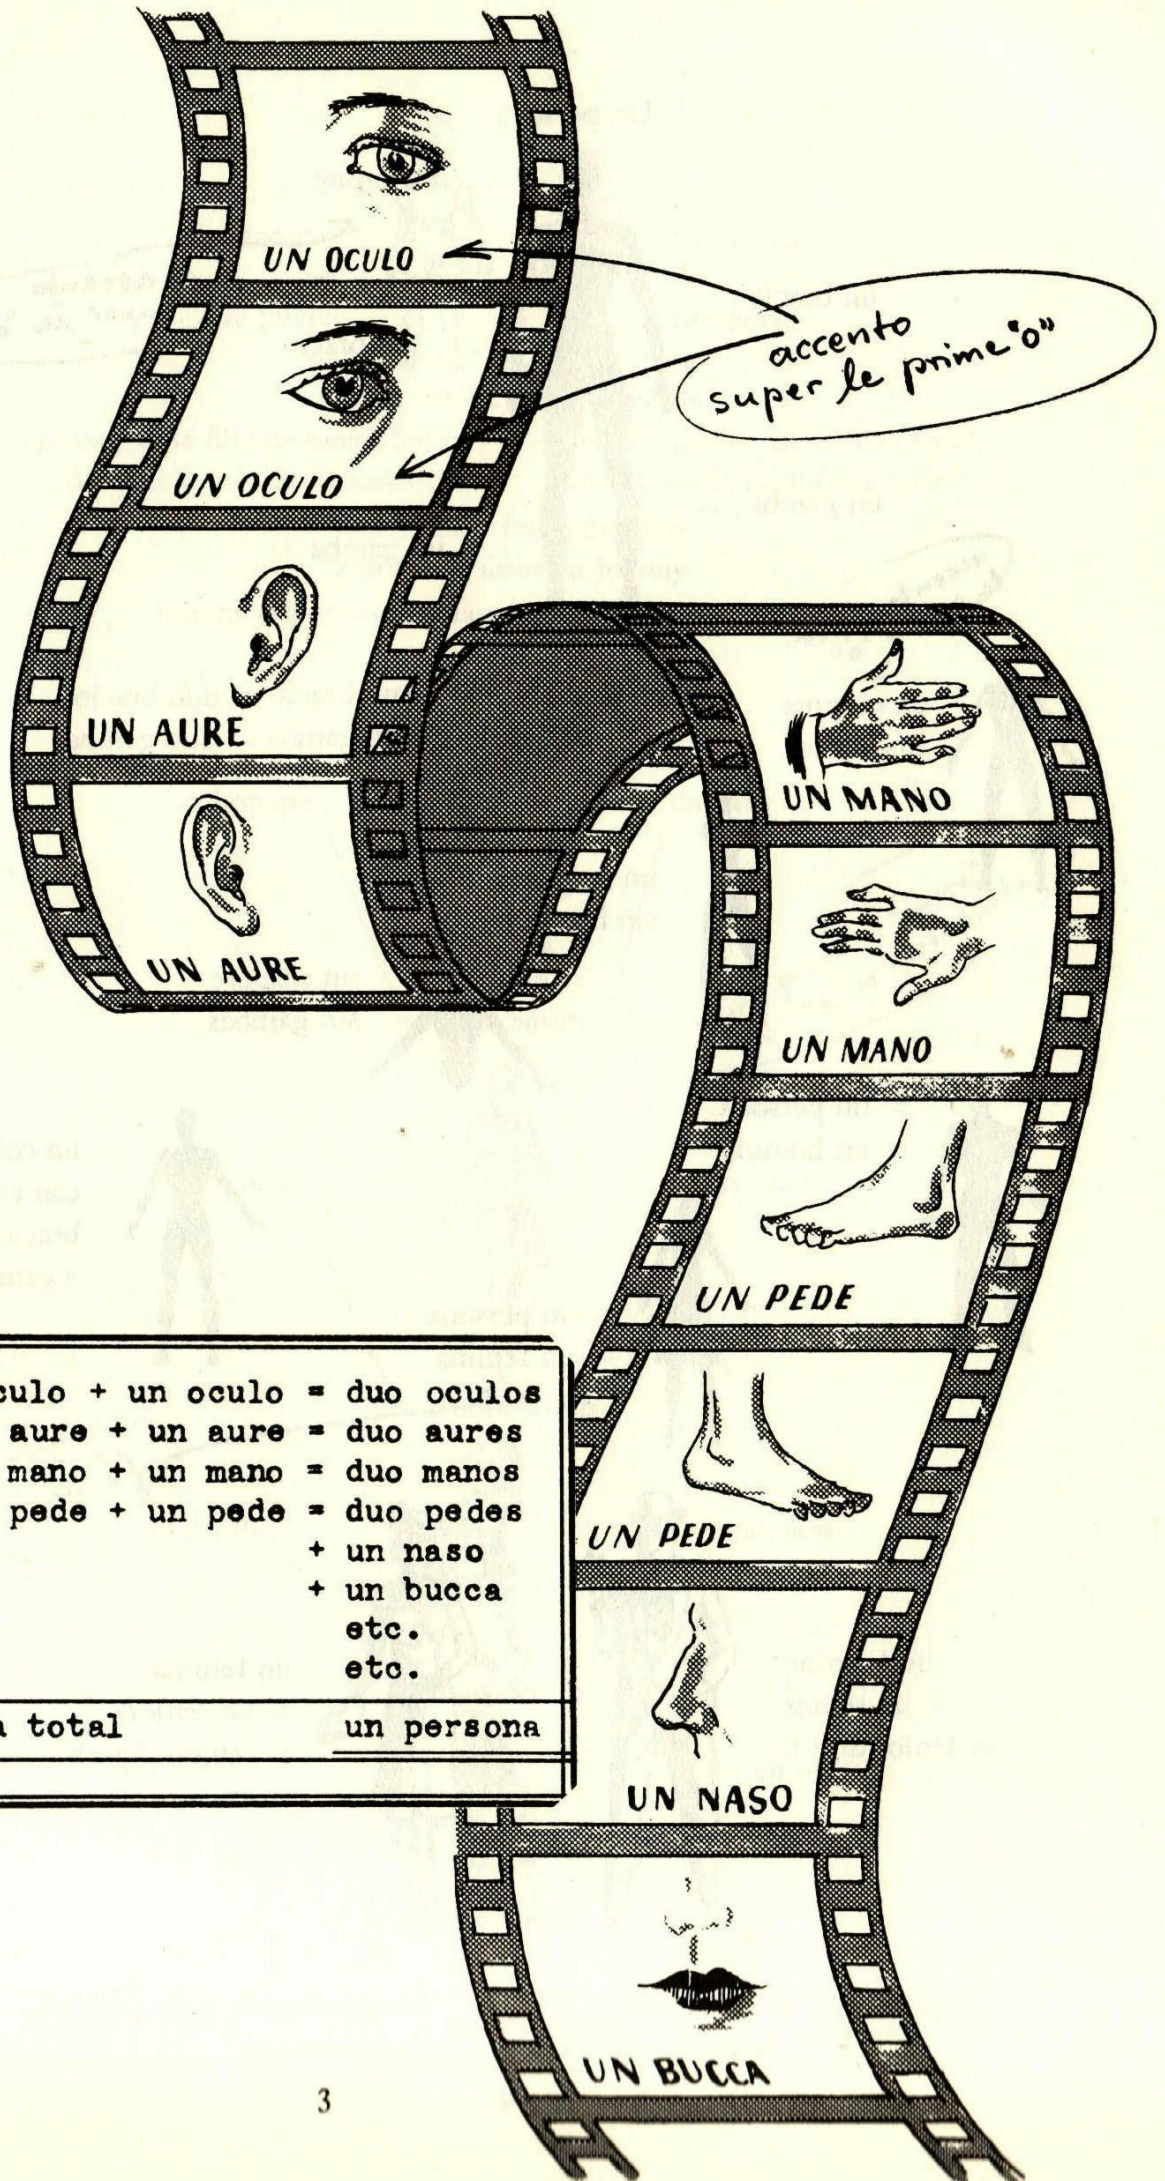 UN OCULO
accento
super le prime "o"
UN OCULO
UN AURE
UN AURE
UN MANO
UN MANO
UN PEDE
UN PEDE
UN NASO
UN BUCCA
+ un oculo = duo oculos
aure + un aure = duo aures
mano + un mano = duo manos
pede + un pede = duo pedes
+ un naso
+ un bucca
etc.
etc.
total un persona
3